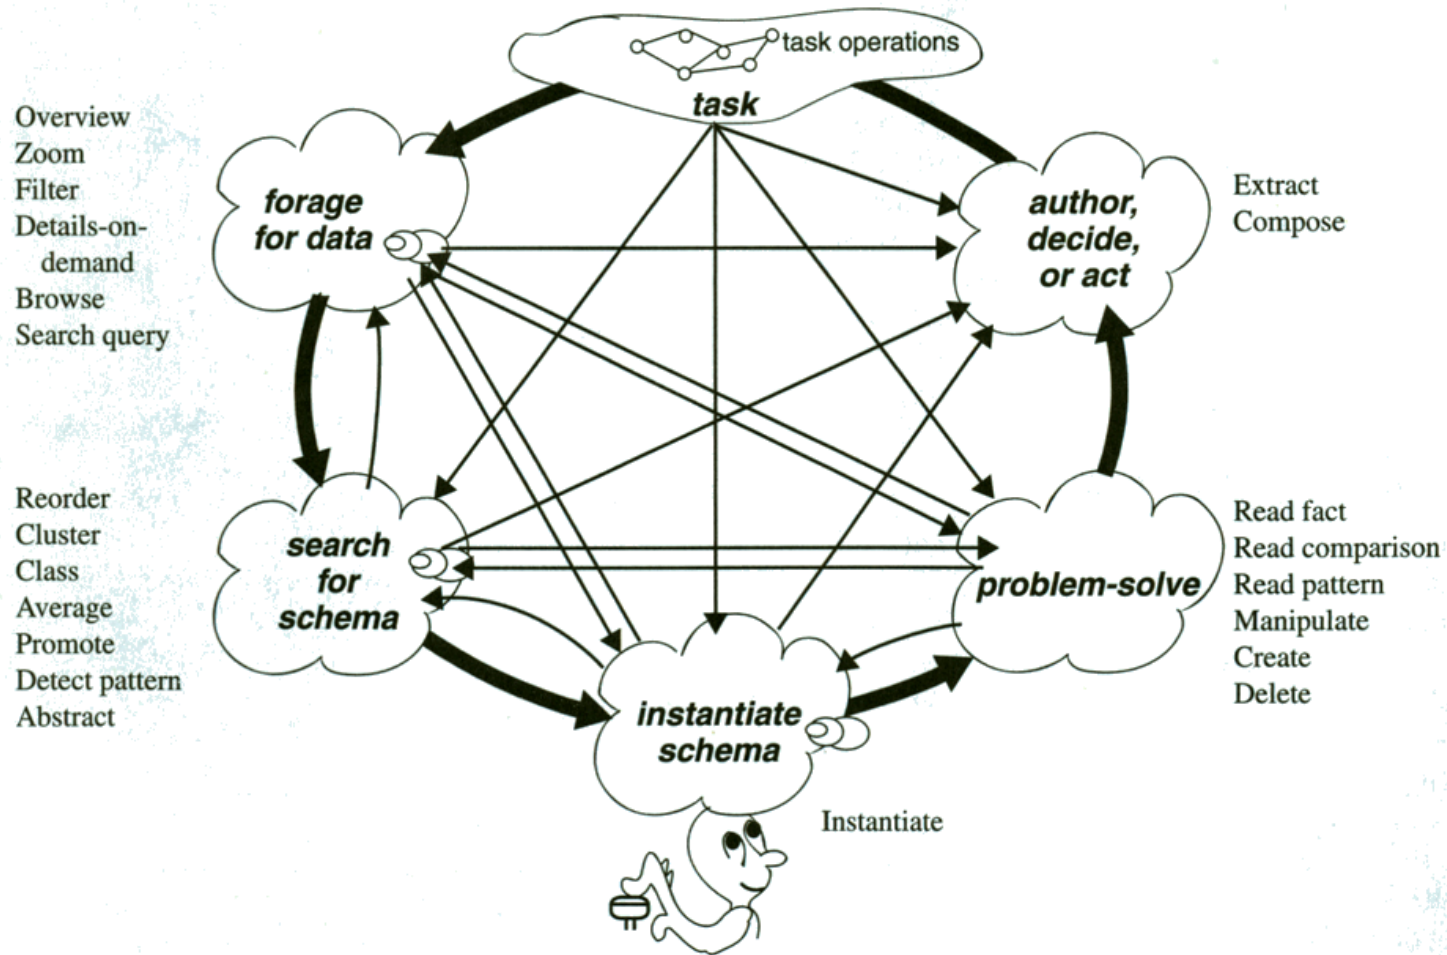 task operations
task
Overview
Zoom
Filter
Details-on-
demand
Browse
Search query
forage
for data
author,
decide,
or act
Extract
Compose
Reorder
Cluster
Class
Average
Promote
Detect pattern
Abstract
search
for
schema
problem-solve
Read fact
Read comparison
Read pattern
Manipulate
Create
Delete
instantiate
schema
Instantiate